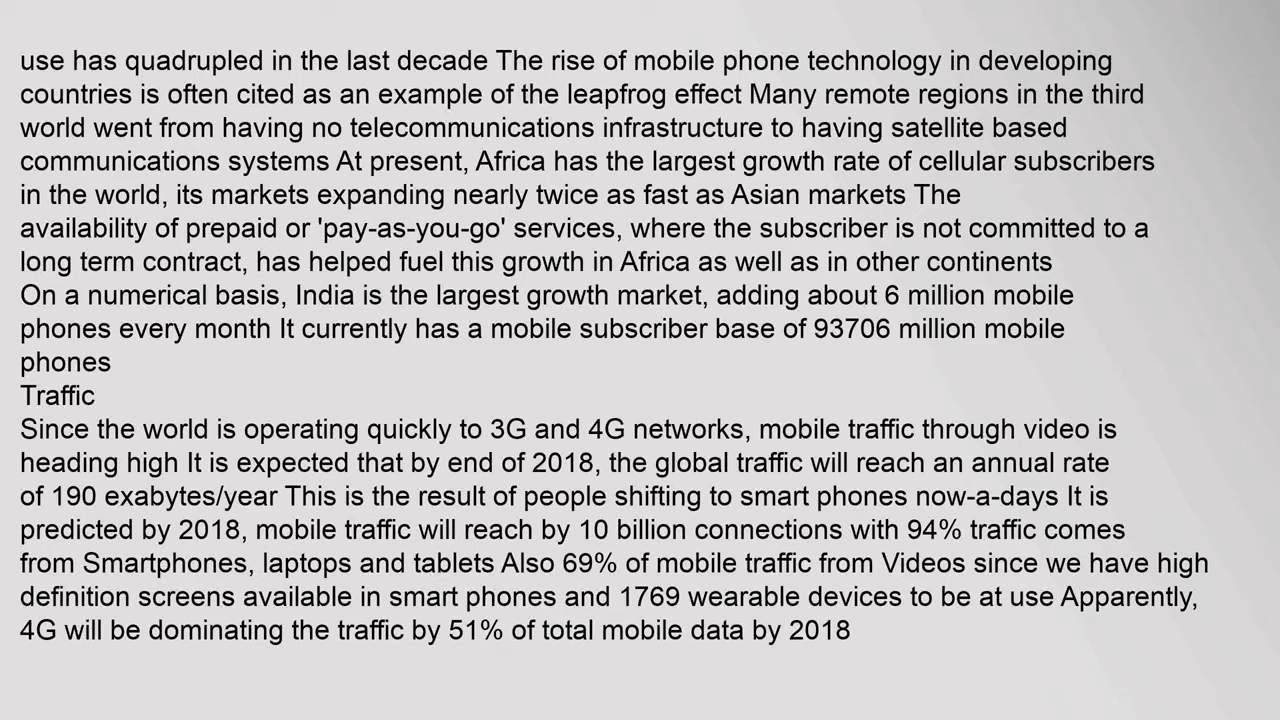 use has quadrupled in the last decade The rise of mobile phone technology in developing
countries is often cited as an example of the leapfrog effect Many remote regions in the third
world went from having no telecommunications infrastructure to having satellite based
communications systems At present, Africa has the largest growth rate of cellular subscribers
in the world, its markets expanding nearly twice as fast as Asian markets The
availability of prepaid or 'pay-as-you-go' services, where the subscriber is not committed to a
long term contract, has helped fuel this growth in Africa as well as in other continents
On a numerical basis, India is the largest growth market, adding about 6 million mobile
phones every month It currently has a mobile subscriber base of 93706 million mobile
phones
Traffic
Since the world is operating quickly to 3G and 4G networks, mobile traffic through video is
heading high It is expected that by end of 2018, the global traffic will reach an annual rate
of 190 exabytes/year This is the result of people shifting to smart phones now-a-days It is
predicted by 2018, mobile traffic will reach by 10 billion connections with 94% traffic comes
from Smartphones, laptops and tablets Also 69% of mobile traffic from Videos since we have high
definition screens available in smart phones and 1769 wearable devices to be at use Apparently,
4G will be dominating the traffic by 51% of total mobile data by 2018